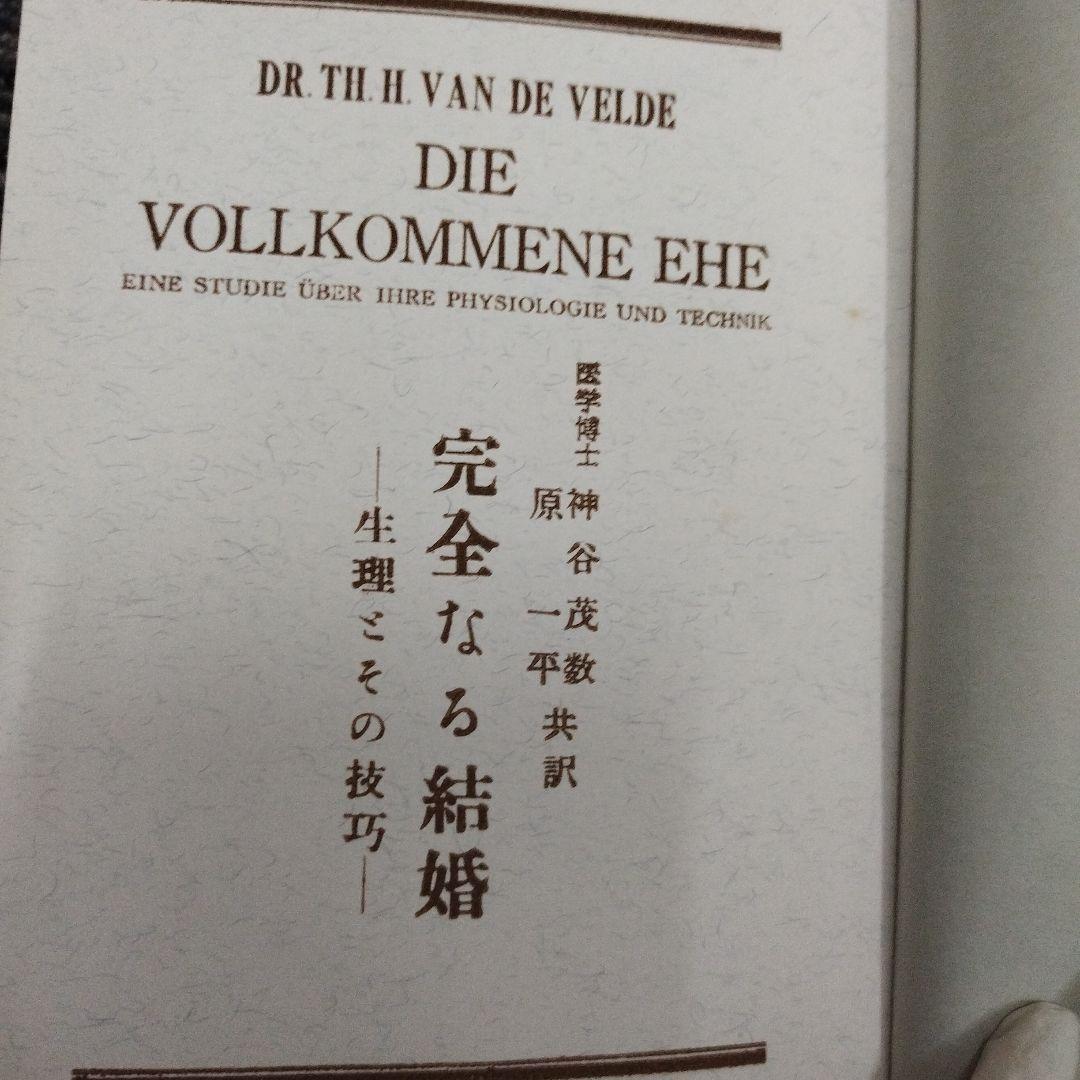 DR. TH. H. VAN DE VELDE
DIE
VOLLKOMMENE EHE
EINE STUDIE ÜBER IHRE PHYSIOLOGIE UND TECHNIK
医学博士 神谷茂数
原一平 共訳
完全なる結婚
―生理とその技巧―